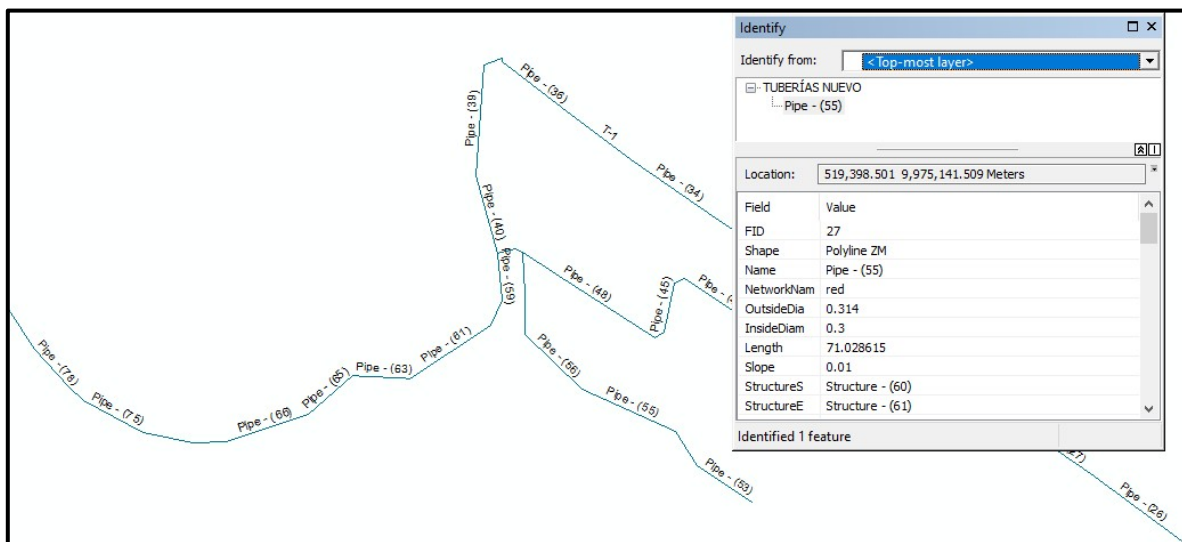 Identify
Identify from:
<Top-most layer>
TUBERÍAS NUEVO
Pipe - (55)
Location:
519,398.501 9,975,141.509 Meters
Field Value
FID 27
Shape Polyline ZM
Name Pipe - (55)
NetworkNam red
OutsideDia 0.314
InsideDiam 0.3
Length 71.028615
Slope 0.01
StructureS Structure - (60)
StructureE Structure - (61)
Identified 1 feature
Pipe - (36)
T-1
Pipe - (34)
Pipe - (39)
Pipe - (40)
Pipe - (59)
Pipe - (48)
Pipe - (45)
Pipe - (61)
Pipe - (63)
Pipe - (65)
Pipe - (66)
Pipe - (75)
Pipe - (78)
Pipe - (56)
Pipe - (55)
Pipe - (53)
Pipe - (26)